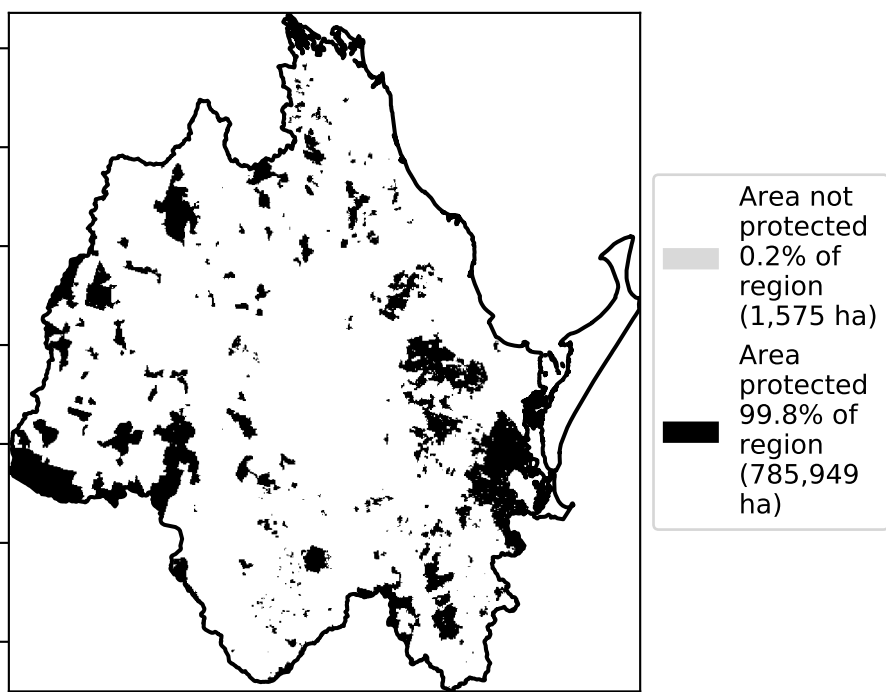 Area not
protected
0.2% of
region
(1,575 ha)
Area
protected
99.8% of
region
(785,949
ha)